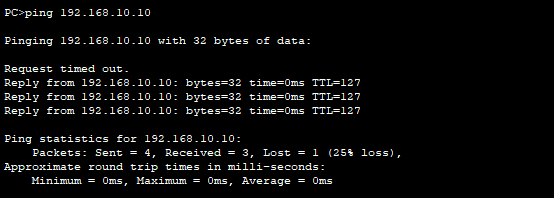 PC>ping 192.168.10.10
Pinging 192.168.10.10 with 32 bytes of data:
Request timed out.
Reply from 192.168.10.10: bytes=32 time=0ms TTL=127
Reply from 192.168.10.10: bytes=32 time=0ms TTL=127
Reply from 192.168.10.10: bytes=32 time=0ms TTL=127
Ping statistics for 192.168.10.10:
Packets: Sent = 4, Received = 3, Lost = 1 (25% loss),
Approximate round trip times in milli-seconds:
Minimum = 0ms, Maximum = 0ms, Average = 0ms